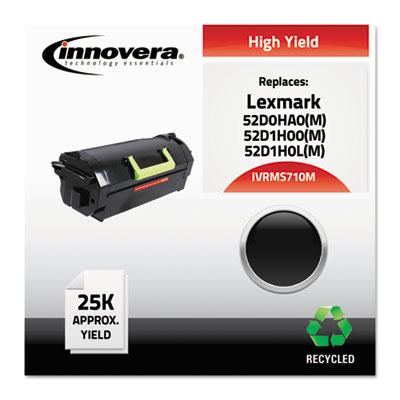 innovera®
technology essentials
High Yield
Replaces:
Lexmark
52D0HA0(M)
52D1H00(M)
52D1H0L(M)
IVRMS710M
25K
APPROX.
YIELD
RECYCLED